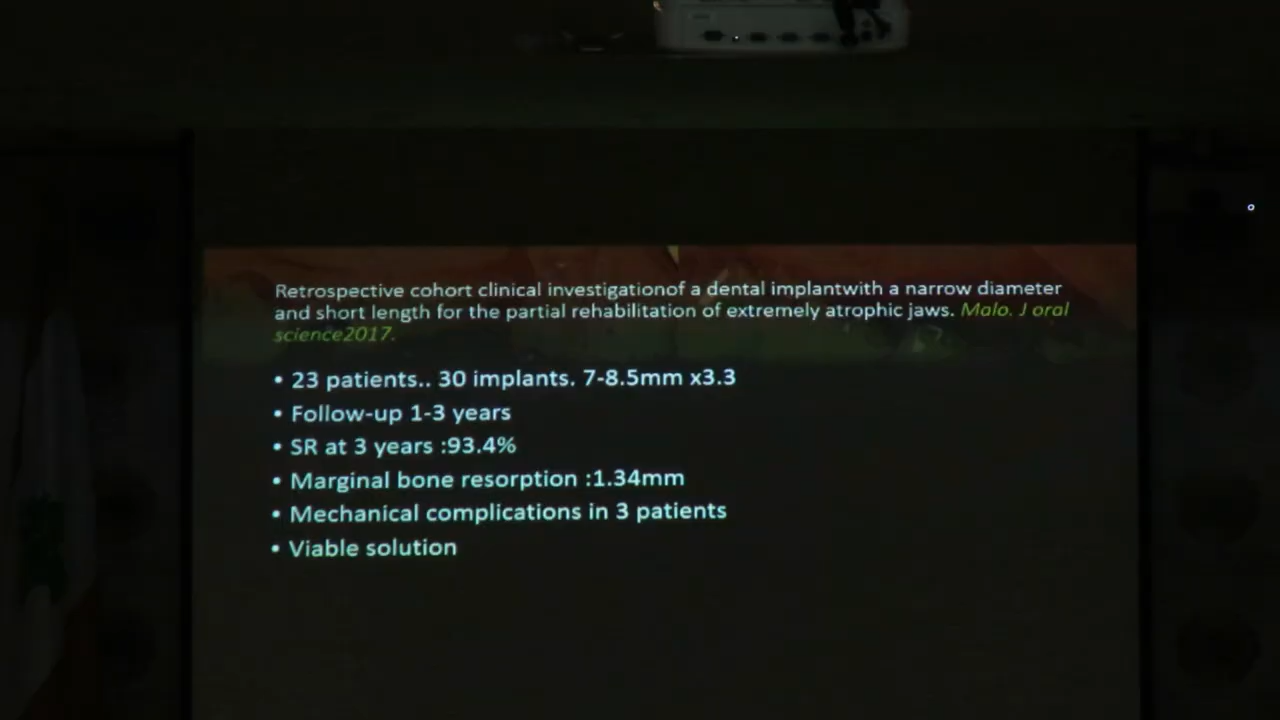 Retrospective cohort clinical investigationof a dental implantwith a narrow diameter
and short length for the partial rehabilitation of extremely atrophic jaws. Malo. J oral
science2017.
• 23 patients.. 30 implants. 7-8.5mm x3.3
• Follow-up 1-3 years
• SR at 3 years :93.4%
• Marginal bone resorption :1.34mm
• Mechanical complications in 3 patients
• Viable solution